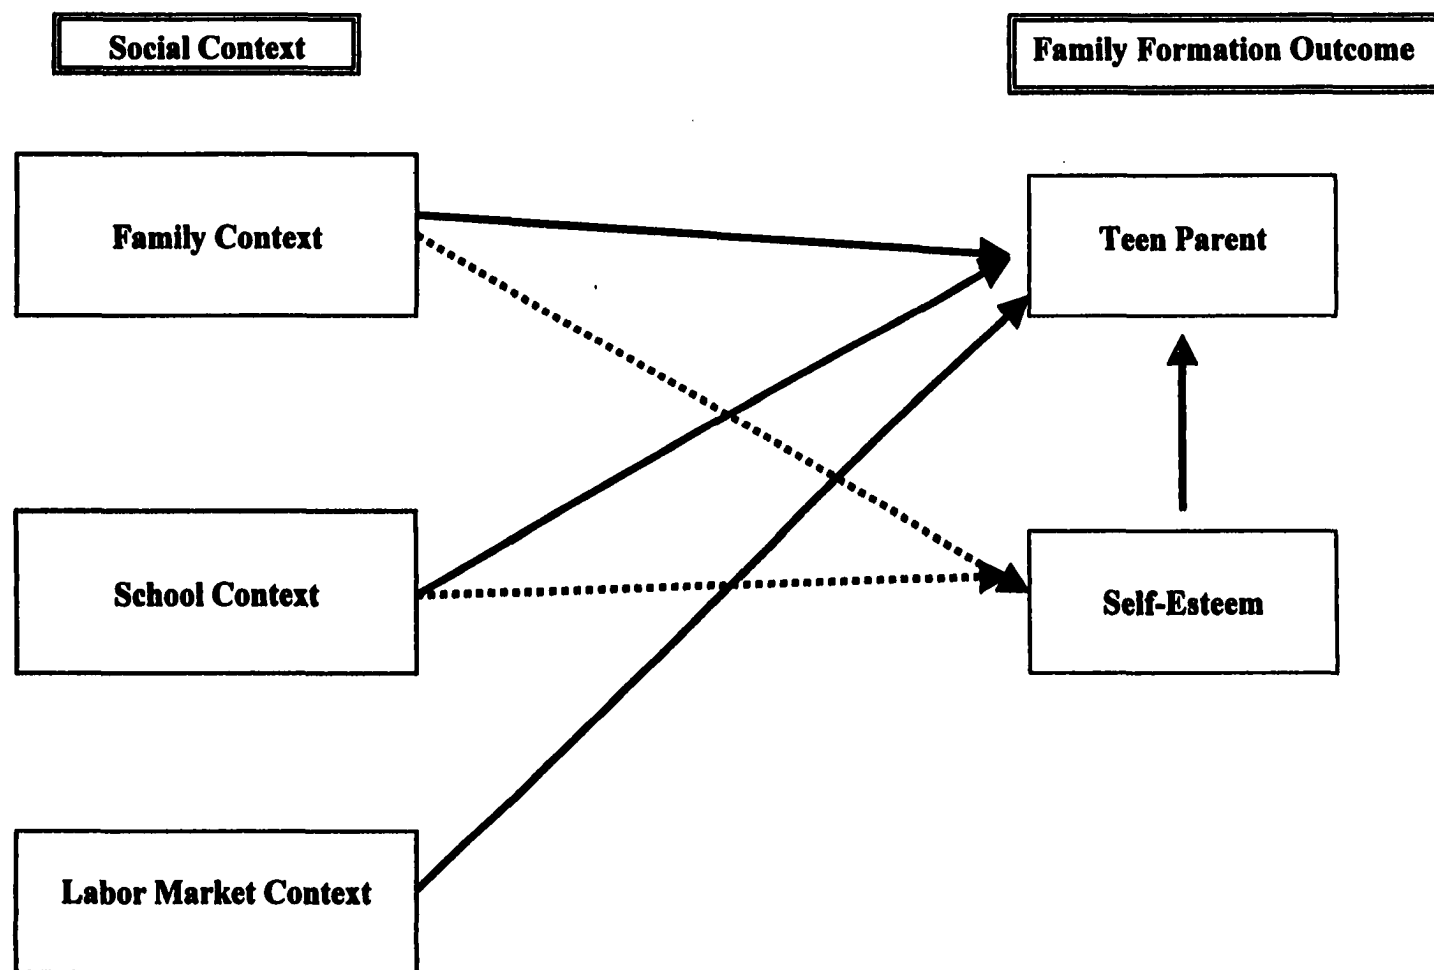 Social Context
Family Formation Outcome
Family Context
Teen Parent
School Context
Self-Esteem
Labor Market Context